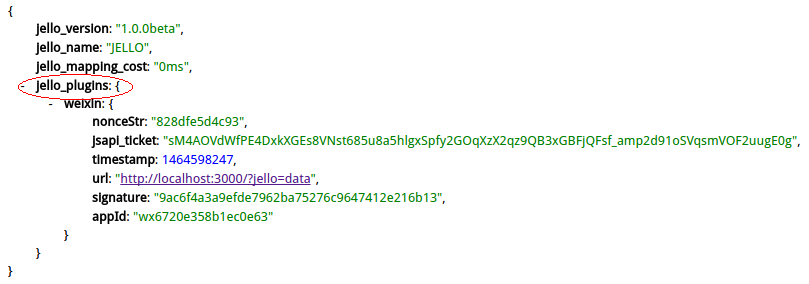 {
jello_version: "1.0.0beta",
jello_name: "JELLO",
jello_mapping_cost: "0ms",
- jello_plugins: {
- weixin: {
nonceStr: "828dfe5d4c93",
jsapi_ticket: "sM4AOVdWfPE4DxkXGEs8VNst685u8a5hlgxSpfy2GOqXzX2qz9QB3xGBFjQFsf_amp2d91oSVqsmVOF2uugE0g",
timestamp: 1464598247,
url: "http://localhost:3000/?jello=data",
signature: "9ac6f4a3a9efde7962ba75276c9647412e216b13",
appId: "wx6720e358b1ec0e63"
}
}
}